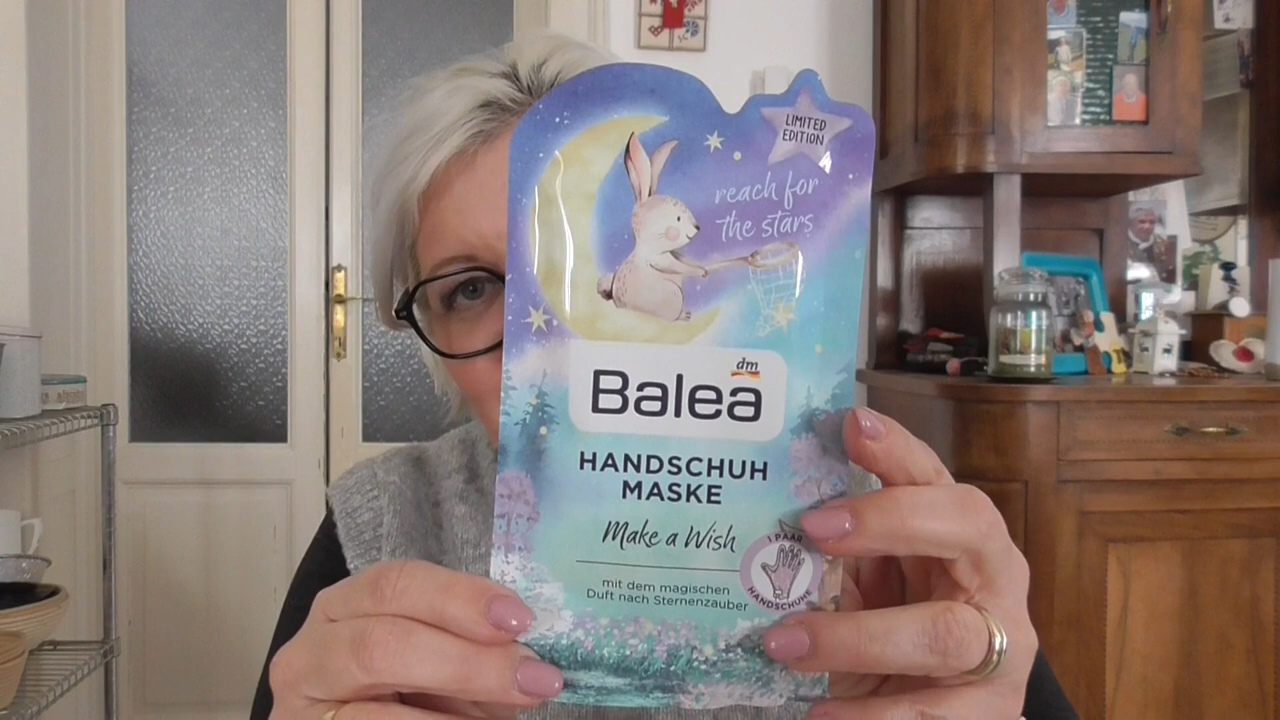 LIMITED
EDITION
reach for
the stars
dm
Balea
HANDSCHUH
MASKE
Make a Wish
mit dem magischen
Duft nach Sternenzauber
1 PAAR
HANDSCHUHE